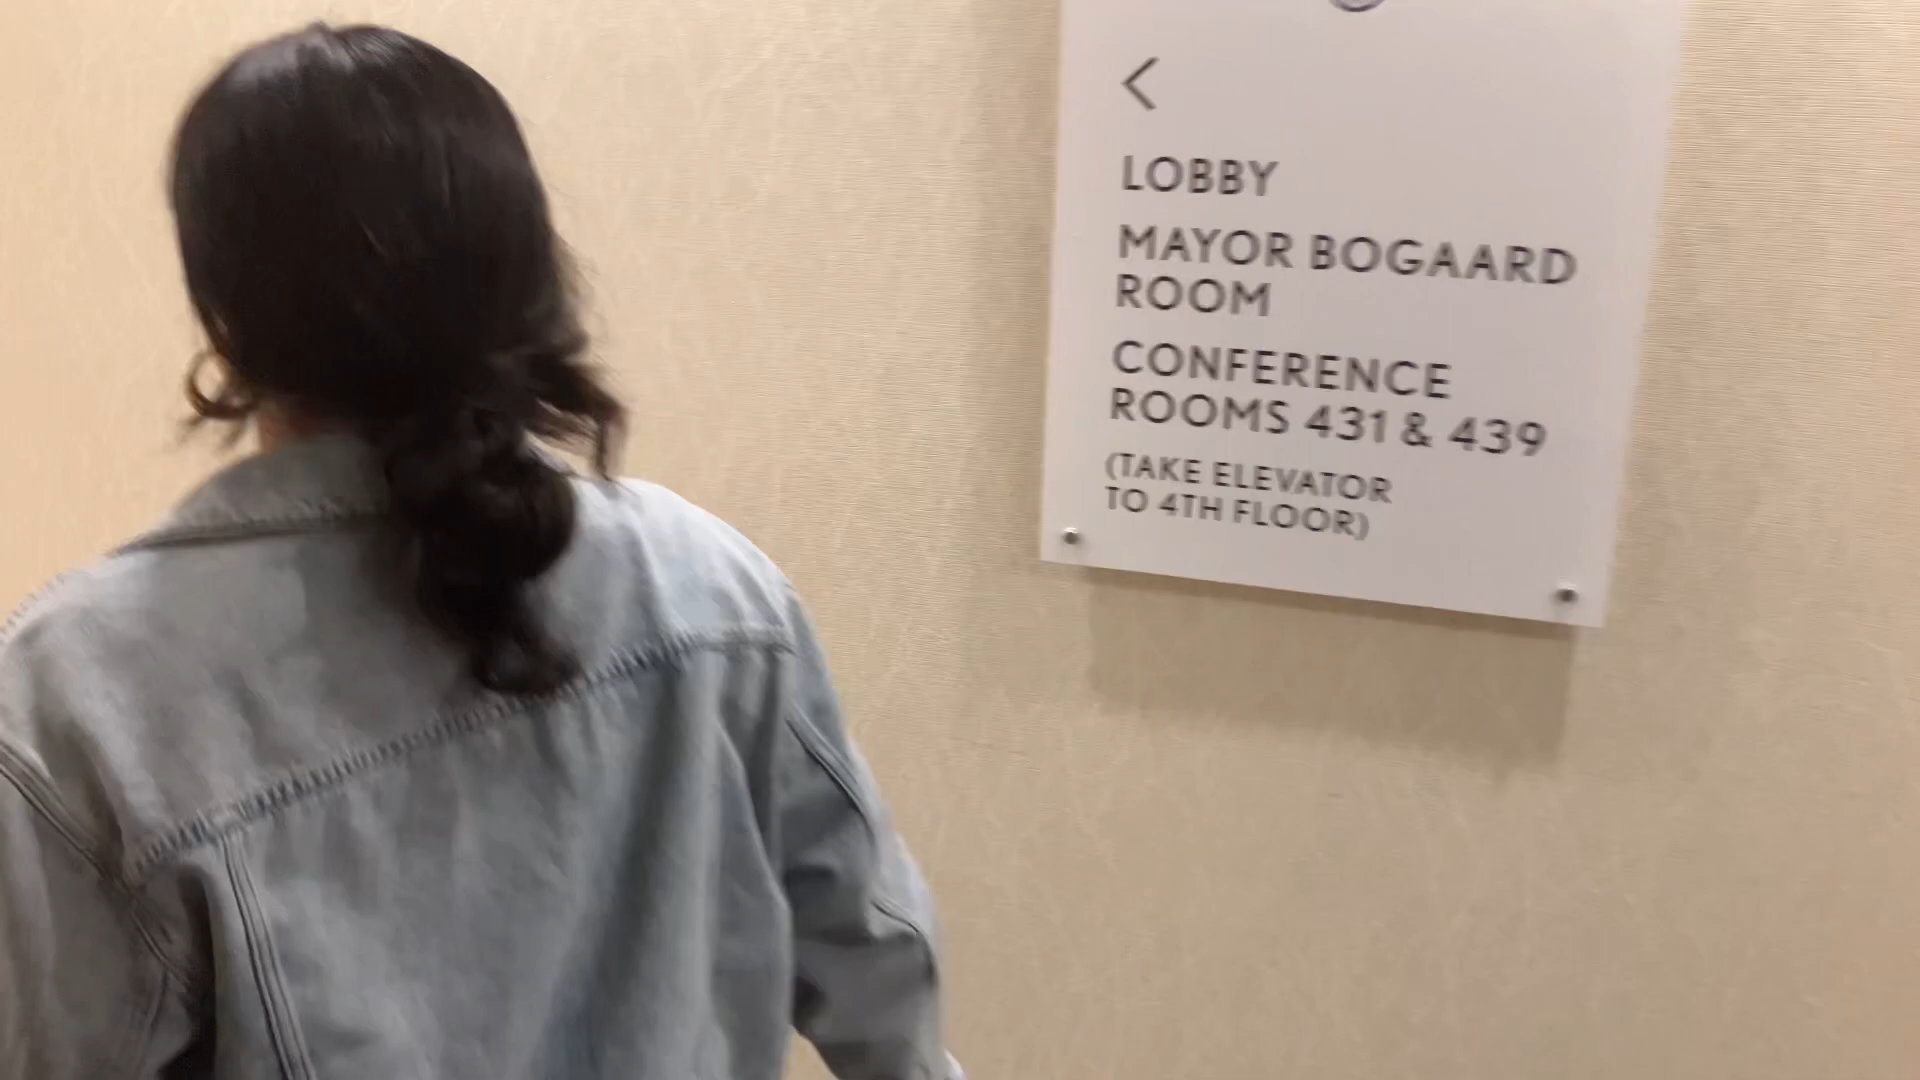 <
LOBBY
MAYOR BOGAARD
ROOM
CONFERENCE
ROOMS 431 & 439
(TAKE ELEVATOR
TO 4TH FLOOR)